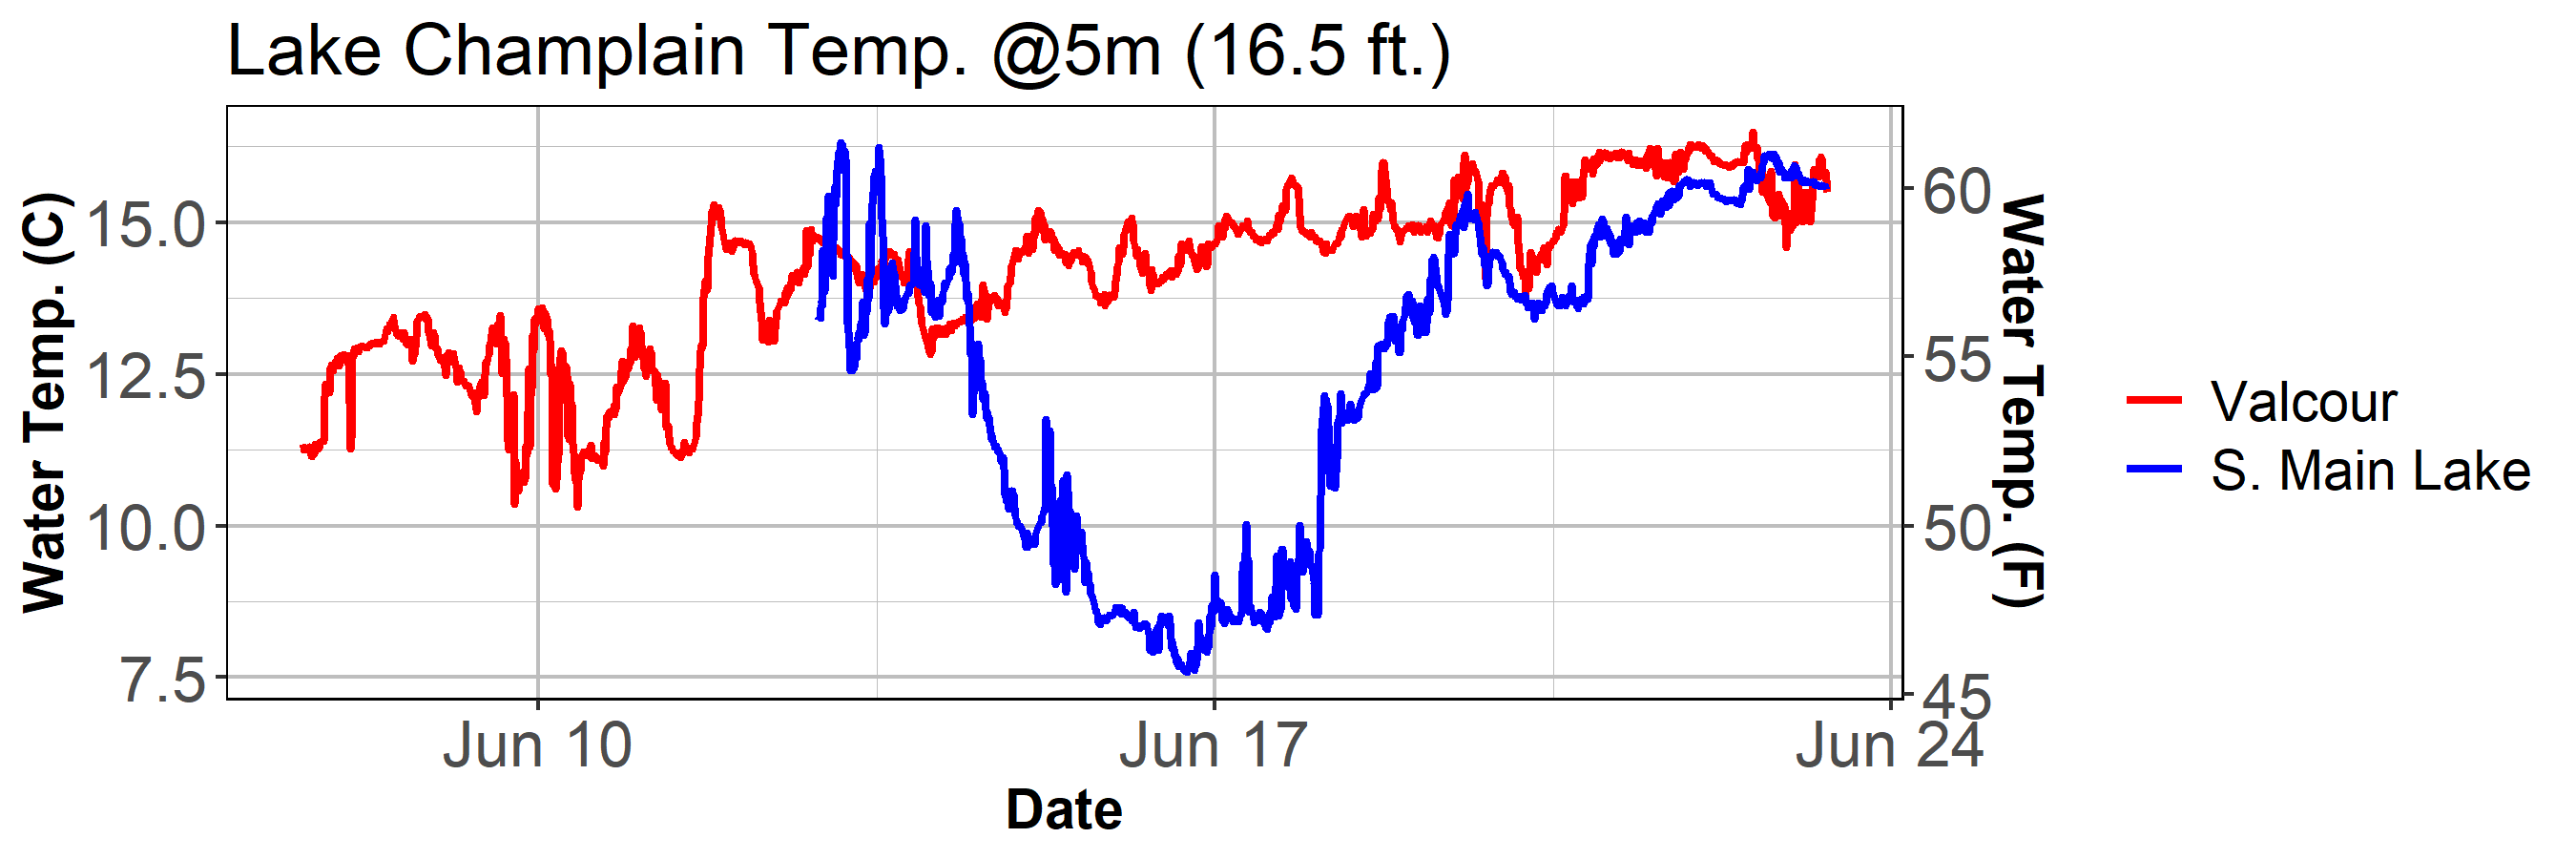 Lake Champlain Temp. @5m (16.5 ft.)
Water Temp. (C)
15.0
12.5
10.0
7.5
60
55
50
45
Water Temp. (F)
Jun 10
Jun 17
Jun 24
Date
Valcour
S. Main Lake